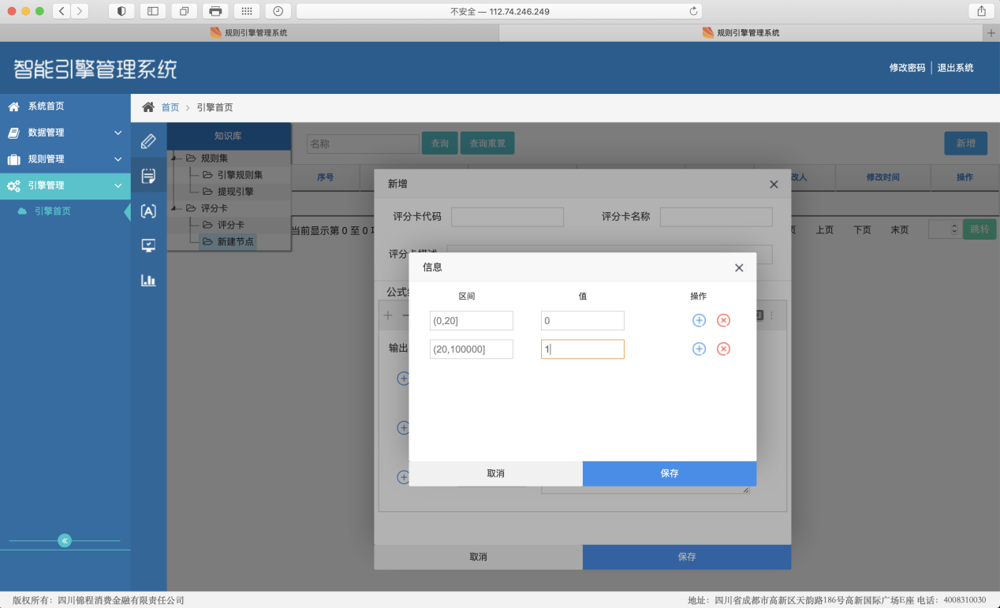 不安全 — 112.74.246.249
规则引擎管理系统
规则引擎管理系统
智能引擎管理系统
修改密码 退出系统
系统首页
数据管理
规则管理
引擎管理
引擎首页
首页 > 引擎首页
知识库
规则集
引擎规则集
提现引擎
评分卡
评分卡
新建节点
名称 查询 查询重置 新增
序号 改人 修改时间 操作
当前显示第 0 至 0 项 页 上页 下页 末页 跳转
新增
评分卡代码 评分卡名称
评分卡描述
公式
输出
信息
区间 值 操作
(0,20] 0
(20,100000] 1
取消 保存
取消 保存
版权所有：四川锦程消费金融有限责任公司 地址：四川省成都市高新区天韵路186号高新国际广场E座 电话：4008310030